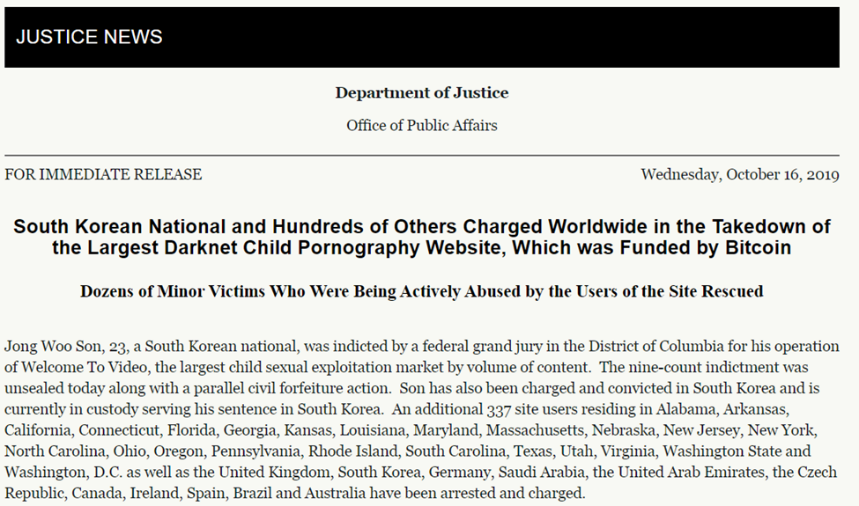 JUSTICE NEWS
Department of Justice
Office of Public Affairs
FOR IMMEDIATE RELEASE
Wednesday, October 16, 2019
South Korean National and Hundreds of Others Charged Worldwide in the Takedown of
the Largest Darknet Child Pornography Website, Which was Funded by Bitcoin
Dozens of Minor Victims Who Were Being Actively Abused by the Users of the Site Rescued
Jong Woo Son, 23, a South Korean national, was indicted by a federal grand jury in the District of Columbia for his operation
of Welcome To Video, the largest child sexual exploitation market by volume of content.  The nine-count indictment was
unsealed today along with a parallel civil forfeiture action.  Son has also been charged and convicted in South Korea and is
currently in custody serving his sentence in South Korea.  An additional 337 site users residing in Alabama, Arkansas,
California, Connecticut, Florida, Georgia, Kansas, Louisiana, Maryland, Massachusetts, Nebraska, New Jersey, New York,
North Carolina, Ohio, Oregon, Pennsylvania, Rhode Island, South Carolina, Texas, Utah, Virginia, Washington State and
Washington, D.C. as well as the United Kingdom, South Korea, Germany, Saudi Arabia, the United Arab Emirates, the Czech
Republic, Canada, Ireland, Spain, Brazil and Australia have been arrested and charged.